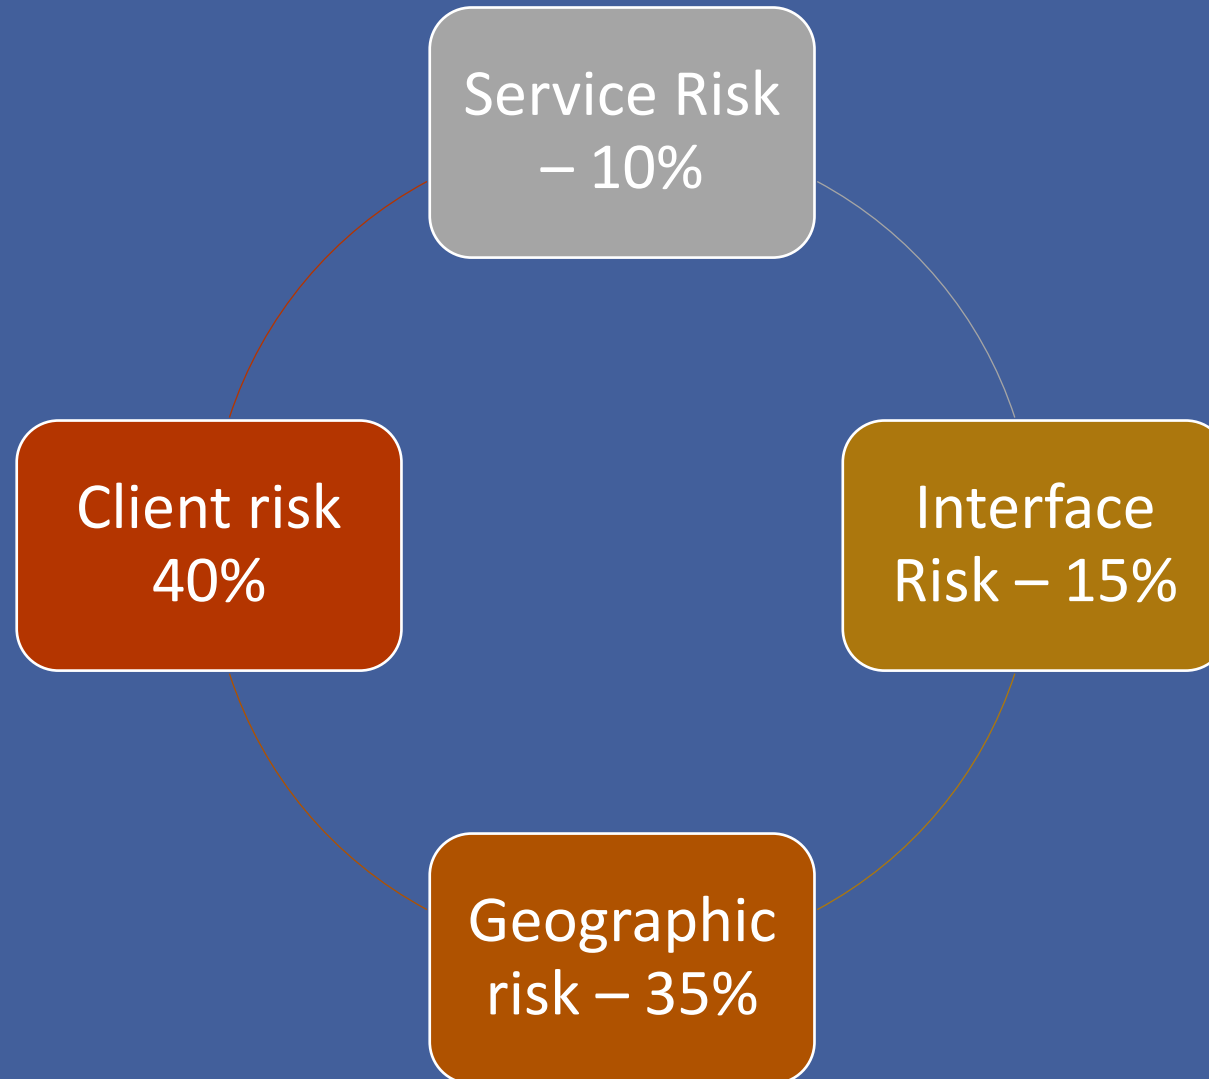 Service Risk
– 10%
Client risk
40%
Interface
Risk – 15%
Geographic
risk – 35%